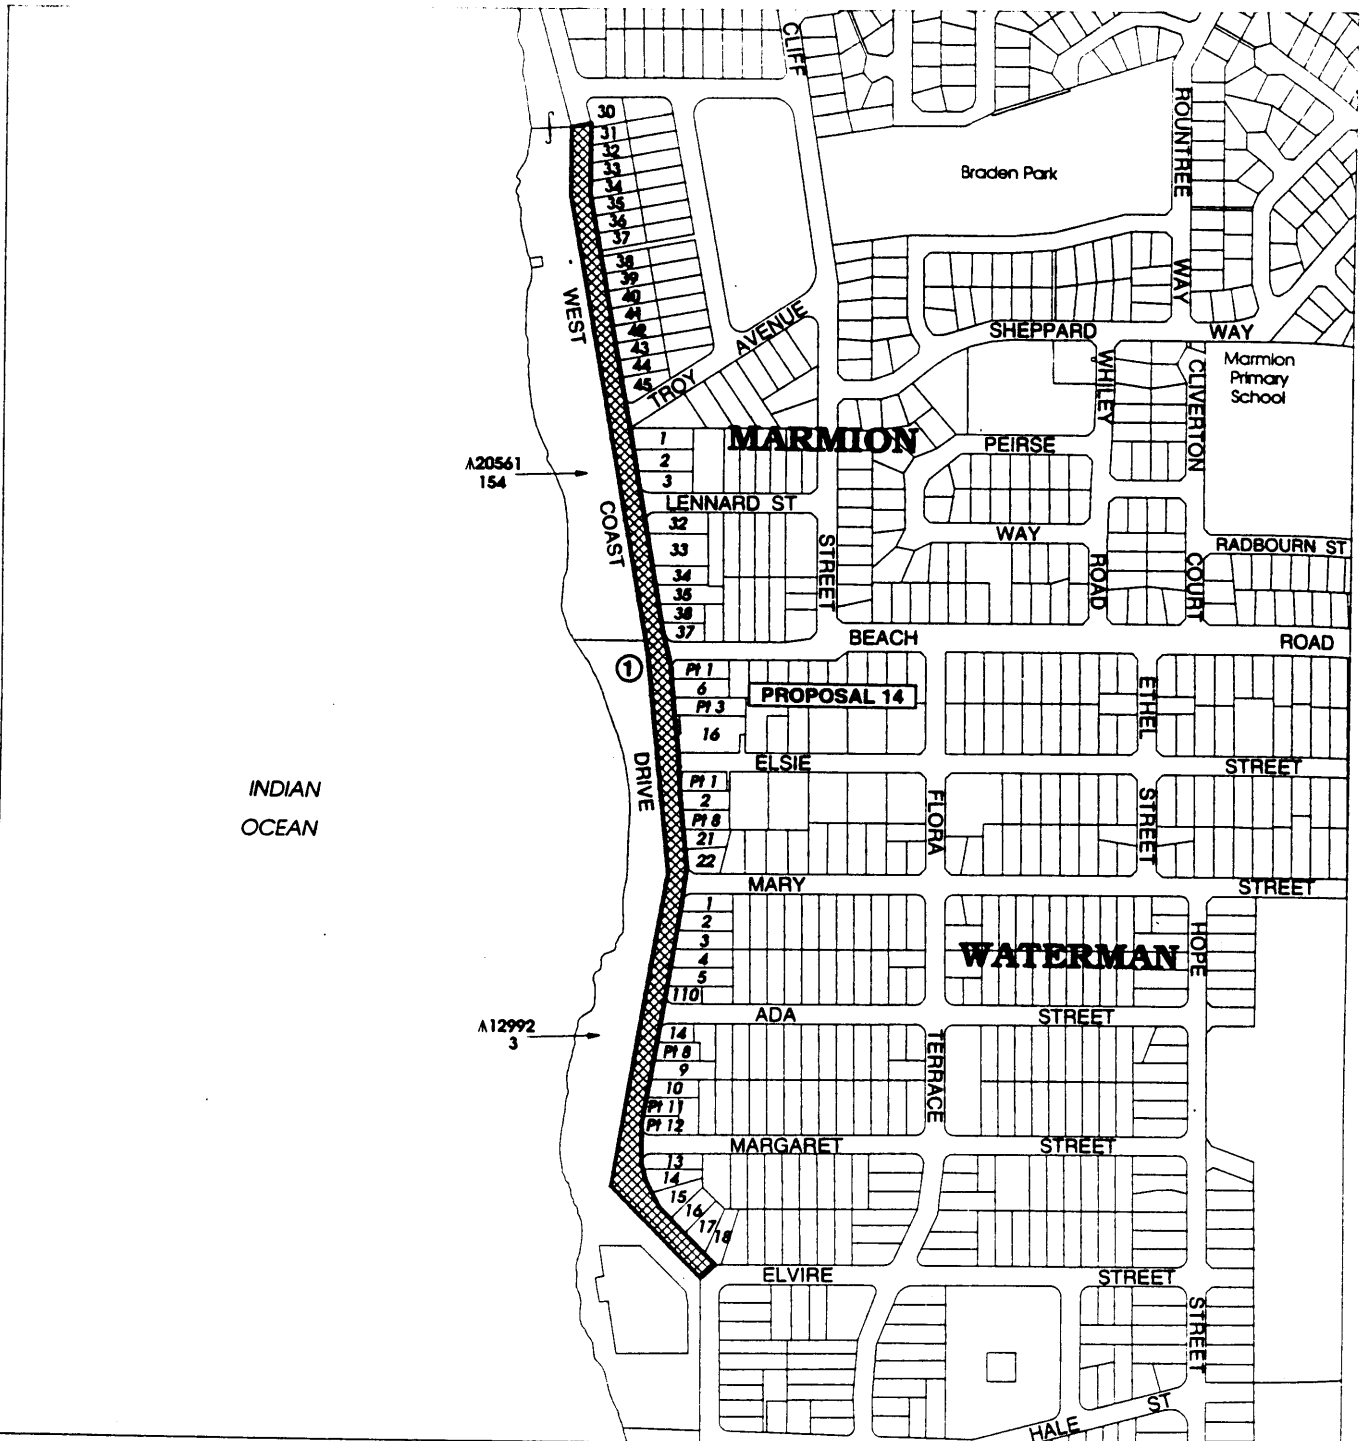 CLIFF
30
31
32
33
34
35
36
37
38
39
40
41
42
43
44
45
ROUNTREE
WAY
Braden Park
WEST
COAST
DRIVE
TROY AVENUE
SHEPPARD WAY
WHILEY
ROAD
CLIVERTON
COURT
Marmion
Primary
School
MARMION
PEIRSE
WAY
1
2
3
A20561
154
LENNARD ST
32
33
34
35
36
37
STREET
RADBOURN ST
BEACH ROAD
1
Pt 1
6
Pt 3
16
PROPOSAL 14
ETHEL
STREET
ELSIE STREET
INDIAN
OCEAN
Pt 1
2
Pt 8
21
22
FLORA
TERRACE
MARY STREET
1
2
3
4
5
110
WATERMAN
HOPE
STREET
ADA STREET
A12992
3
14
Pt 8
9
10
Pt 11
Pt 12
MARGARET STREET
13
14
15
16
17
18
ELVIRE STREET
HALE ST